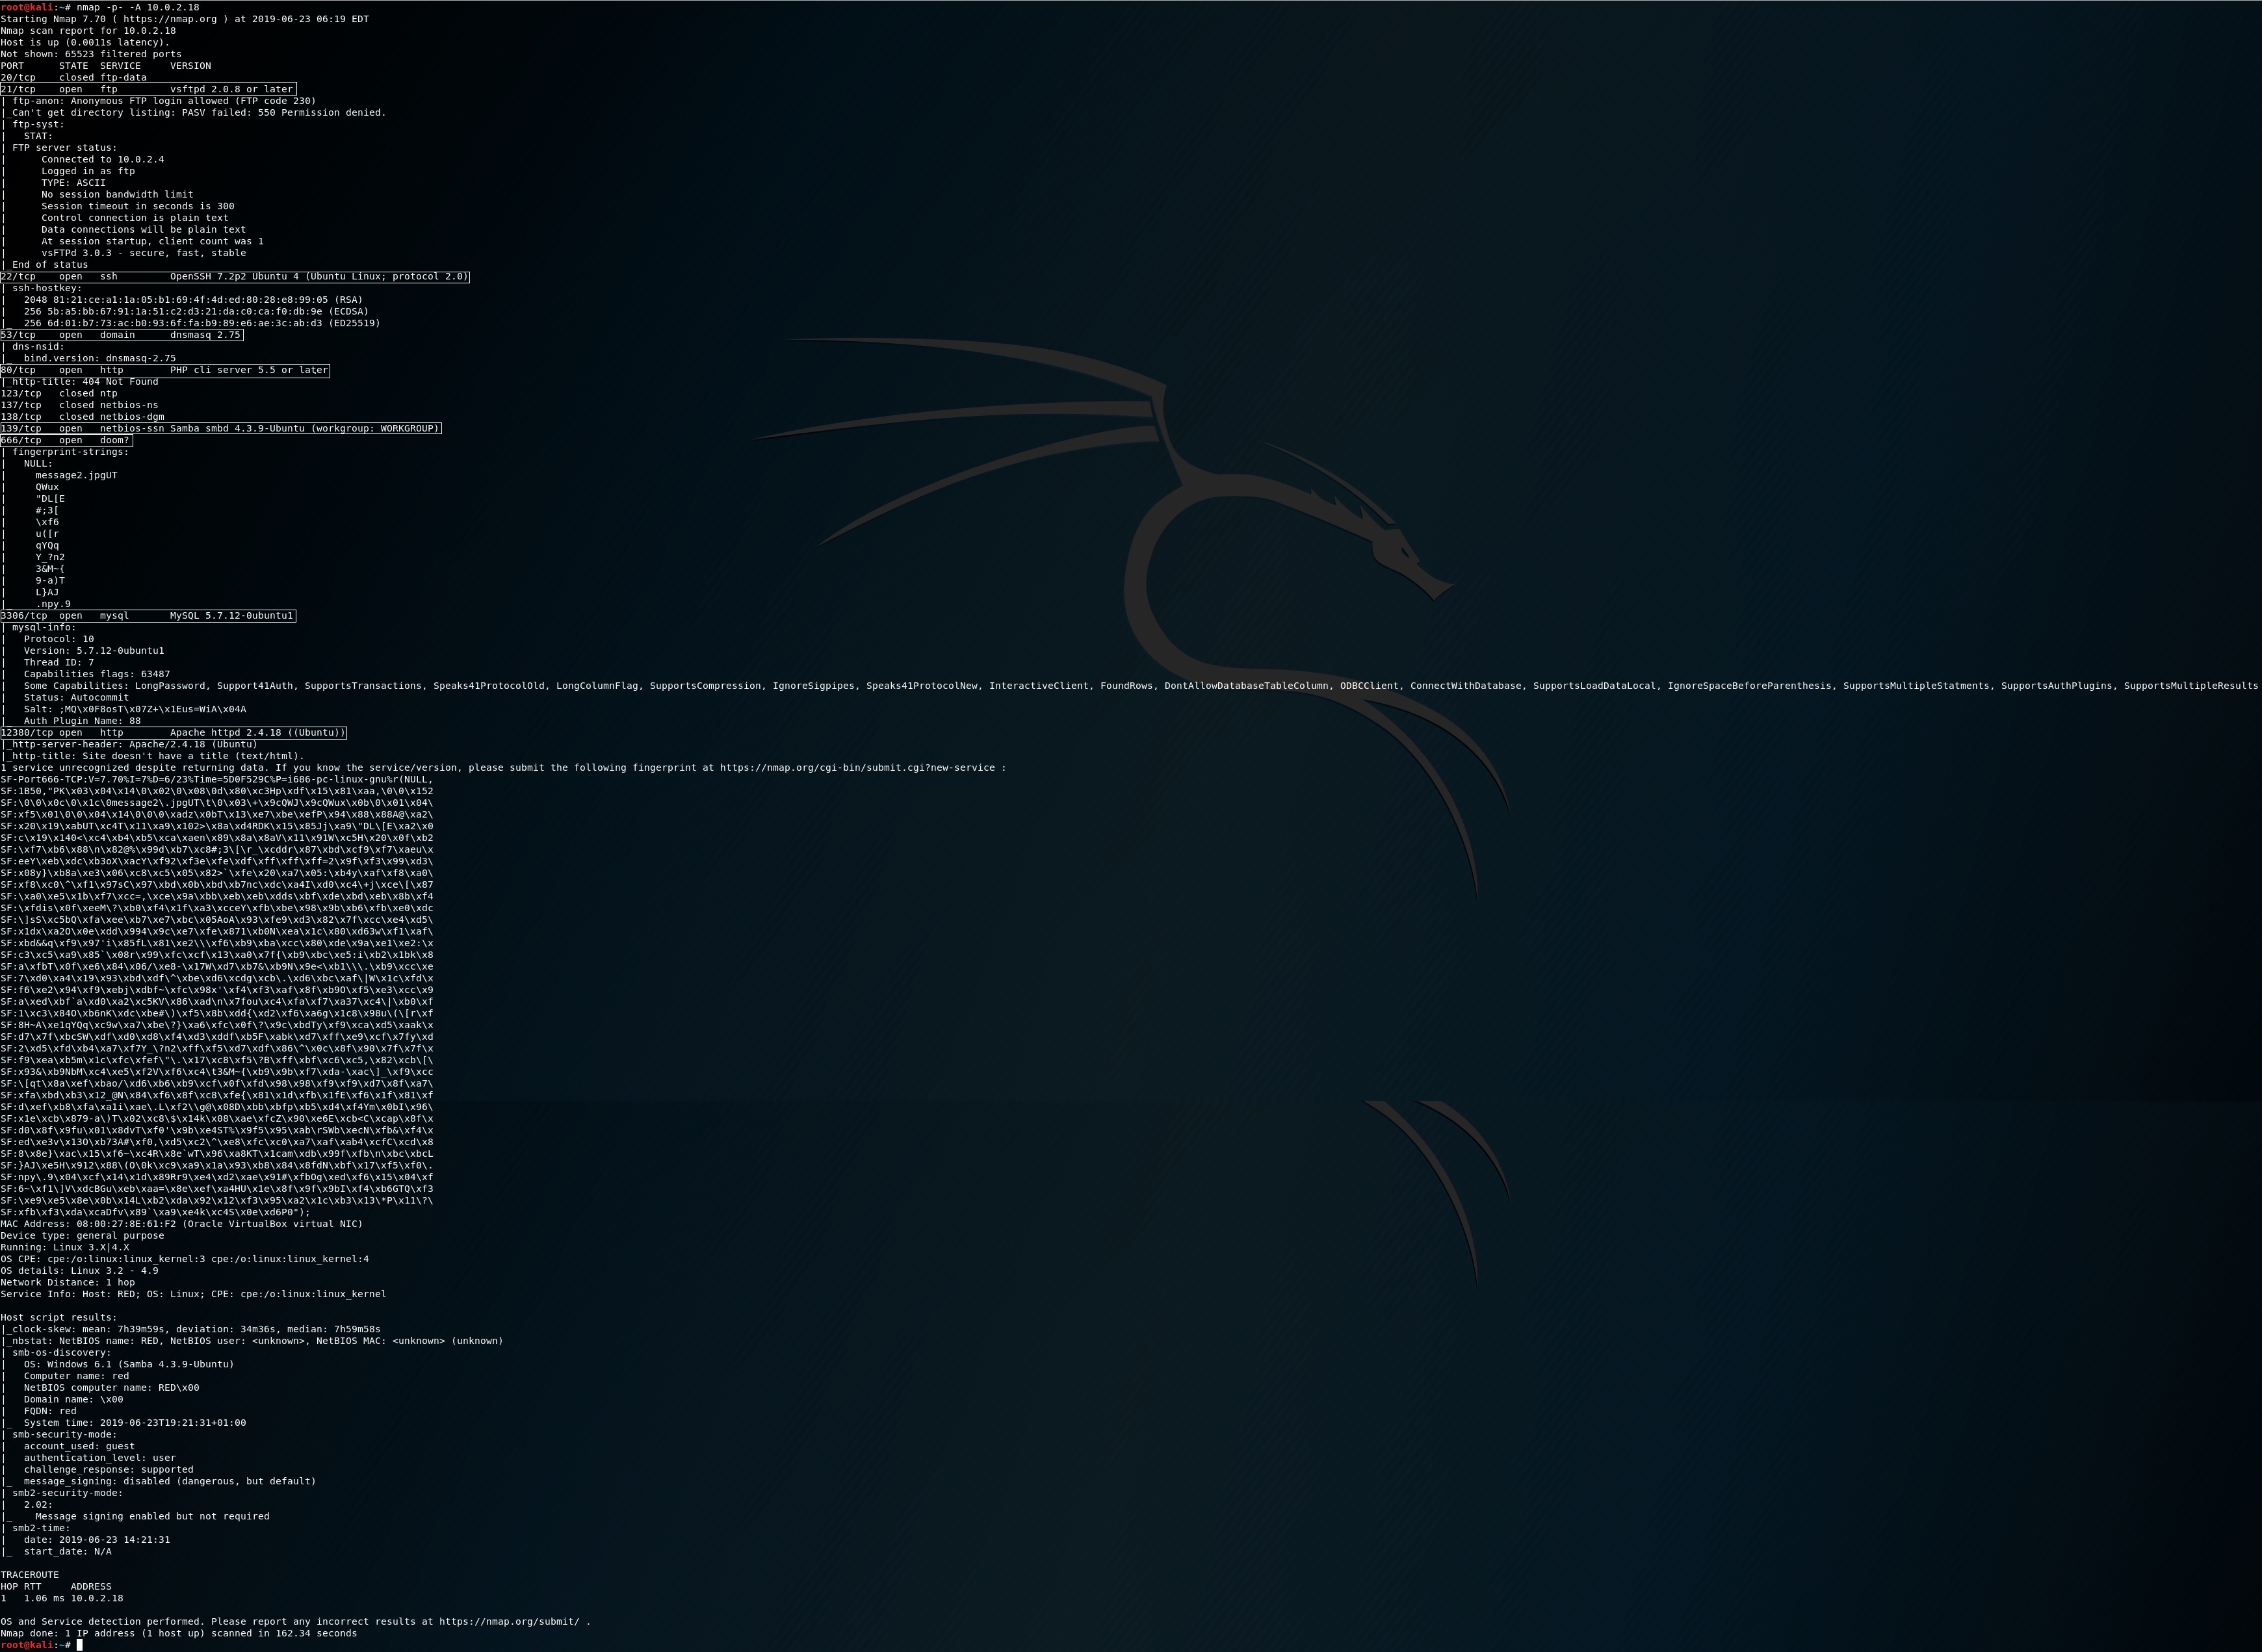 root@kali:~# nmap -p- -A 10.0.2.18
Starting Nmap 7.70 ( https://nmap.org ) at 2019-06-23 06:19 EDT
Nmap scan report for 10.0.2.18
Host is up (0.0011s latency).
Not shown: 65523 filtered ports
PORT      STATE  SERVICE     VERSION
20/tcp    closed ftp-data
21/tcp    open   ftp         vsftpd 2.0.8 or later
| ftp-anon: Anonymous FTP login allowed (FTP code 230)
|_Can't get directory listing: PASV failed: 550 Permission denied.
| ftp-syst:
|   STAT:
| FTP server status:
|      Connected to 10.0.2.4
|      Logged in as ftp
|      TYPE: ASCII
|      No session bandwidth limit
|      Session timeout in seconds is 300
|      Control connection is plain text
|      Data connections will be plain text
|      At session startup, client count was 1
|      vsFTPd 3.0.3 - secure, fast, stable
|_End of status
22/tcp    open   ssh         OpenSSH 7.2p2 Ubuntu 4 (Ubuntu Linux; protocol 2.0)
| ssh-hostkey:
|   2048 81:21:ce:a1:1a:05:b1:69:4f:4d:ed:80:28:e8:99:05 (RSA)
|   256 5b:a5:bb:67:91:1a:51:c2:d3:21:da:c0:ca:f0:db:9e (ECDSA)
|_  256 6d:01:b7:73:ac:b0:93:6f:fa:b9:89:e6:ae:3c:ab:d3 (ED25519)
53/tcp    open   domain      dnsmasq 2.75
| dns-nsid:
|_  bind.version: dnsmasq-2.75
80/tcp    open   http        PHP cli server 5.5 or later
|_http-title: 404 Not Found
123/tcp   closed ntp
137/tcp   closed netbios-ns
138/tcp   closed netbios-dgm
139/tcp   open   netbios-ssn Samba smbd 4.3.9-Ubuntu (workgroup: WORKGROUP)
666/tcp   open   doom?
| fingerprint-strings:
|   NULL:
|     message2.jpgUT
|     QWux
|     "DL[E
|     #;3[
|     \xf6
|     u([r
|     qYQq
|     Y_?n2
|     3&M~{
|     9-a)T
|     L}AJ
|_    .npy.9
3306/tcp  open   mysql       MySQL 5.7.12-0ubuntu1
| mysql-info:
|   Protocol: 10
|   Version: 5.7.12-0ubuntu1
|   Thread ID: 7
|   Capabilities flags: 63487
|   Some Capabilities: LongPassword, Support41Auth, SupportsTransactions, Speaks41ProtocolOld, LongColumnFlag, SupportsCompression, IgnoreSigpipes, Speaks41ProtocolNew, InteractiveClient, FoundRows, DontAllowDatabaseTableColumn, ODBCClient, ConnectWithDatabase, SupportsLoadDataLocal, IgnoreSpaceBeforeParenthesis, SupportsMultipleStatments, SupportsAuthPlugins, SupportsMultipleResults
|   Status: Autocommit
|   Salt: ;MQ\x0F8osT\x07Z+\x1Eus=WiA\x04A
|_  Auth Plugin Name: 88
12380/tcp open   http        Apache httpd 2.4.18 ((Ubuntu))
|_http-server-header: Apache/2.4.18 (Ubuntu)
|_http-title: Site doesn't have a title (text/html).
1 service unrecognized despite returning data. If you know the service/version, please submit the following fingerprint at https://nmap.org/cgi-bin/submit.cgi?new-service :
SF-Port666-TCP:V=7.70%I=7%D=6/23%Time=5D0F529C%P=i686-pc-linux-gnu%r(NULL,
SF:1B50,"PK\x03\x04\x14\0\x02\0\x08\0d\x80\xc3Hp\xdf\x15\x81\xaa,\0\0\x152
SF:\0\0\x0c\0\x1c\0message2\.jpgUT\t\0\x03\+\x9cQWJ\x9cQWux\x0b\0\x01\x04\
SF:xf5\x01\0\0\x04\x14\0\0\0\xadz\x0bT\x13\xe7\xbe\xefP\x94\x88\x88A@\xa2\
SF:x20\x19\xabUT\xc4T\x11\xa9\x102>\x8a\xd4RDK\x15\x85Jj\xa9\"DL\[E\xa2\x0
SF:c\x19\x140<\xc4\xb4\xb5\xca\xaen\x89\x8a\x8aV\x11\x91W\xc5H\x20\x0f\xb2
SF:\xf7\xb6\x88\n\x82@%\x99d\xb7\xc8#;3\[\r_\xcddr\x87\xbd\xcf9\xf7\xaeu\x
SF:eeY\xeb\xdc\xb3oX\xacY\xf92\xf3e\xfe\xdf\xff\xff\xff=2\x9f\xf3\x99\xd3\
SF:x08y}\xb8a\xe3\x06\xc8\xc5\x05\x82>`\xfe\x20\xa7\x05:\xb4y\xaf\xf8\xa0\
SF:xf8\xc0\^\xf1\x97sC\x97\xbd\x0b\xbd\xb7nc\xdc\xa4I\xd0\xc4\+j\xce\[\x87
SF:\xa0\xe5\x1b\xf7\xcc=,\xce\x9a\xbb\xeb\xeb\xdds\xbf\xde\xbd\xeb\x8b\xf4
SF:\xfdis\x0f\xeeM\?\xb0\xf4\x1f\xa3\xcceY\xfb\xbe\x98\x9b\xb6\xfb\xe0\xdc
SF:\]sS\xc5bQ\xfa\xee\xb7\xe7\xbc\x05AoA\x93\xfe9\xd3\x82\x7f\xcc\xe4\xd5\
SF:x1dx\xa2O\x0e\xdd\x994\x9c\xe7\xfe\x871\xb0N\xea\x1c\x80\xd63w\xf1\xaf\
SF:xbd&&q\xf9\x97'i\x85fL\x81\xe2\\\xf6\xb9\xba\xcc\x80\xde\x9a\xe1\xe2:\x
SF:c3\xc5\xa9\x85`\x08r\x99\xfc\xcf\x13\xa0\x7f{\xb9\xbc\xe5:i\xb2\x1bk\x8
SF:a\xfbT\x0f\xe6\x84\x06/\xe8-\x17W\xd7\xb7&\xb9N\x9e<\xb1\\\.\xb9\xcc\xe
SF:7\xd0\xa4\x19\x93\xbd\xdf\^\xbe\xd6\xcdg\xcb\.\xd6\xbc\xaf\|W\x1c\xfd\x
SF:f6\xe2\x94\xf9\xebj\xdbf~\xfc\x98x'\xf4\xf3\xaf\x8f\xb9O\xf5\xe3\xcc\x9
SF:a\xed\xbf`a\xd0\xa2\xc5KV\x86\xad\n\x7fou\xc4\xfa\xf7\xa37\xc4\|\xb0\xf
SF:1\xc3\x84O\xb6nK\xdc\xbe#\)\xf5\x8b\xdd{\xd2\xf6\xa6g\x1c8\x98u\(\[r\xf
SF:8H~A\xe1qYQq\xc9w\xa7\xbe\?}\xa6\xfc\x0f\?\x9c\xbdTy\xf9\xca\xd5\xaak\x
SF:d7\x7f\xbcSW\xdf\xd0\xd8\xf4\xd3\xddf\xb5F\xabk\xd7\xff\xe9\xcf\x7fy\xd
SF:2\xd5\xfd\xb4\xa7\xf7Y_\?n2\xff\xf5\xd7\xdf\x86\^\x0c\x8f\x90\x7f\x7f\x
SF:f9\xea\xb5m\x1c\xfc\xfef\"\.\x17\xc8\xf5\?B\xff\xbf\xc6\xc5,\x82\xcb\[\
SF:x93&\xb9NbM\xc4\xe5\xf2V\xf6\xc4\t3&M~{\xb9\x9b\xf7\xda-\xac\]_\xf9\xcc
SF:\[qt\x8a\xef\xbao/\xd6\xb6\xb9\xcf\x0f\xfd\x98\x98\xf9\xf9\xd7\x8f\xa7\
SF:xfa\xbd\xb3\x12_@N\x84\xf6\x8f\xc8\xfe{\x81\x1d\xfb\x1fE\xf6\x1f\x81\xf
SF:d\xef\xb8\xfa\xa1i\xae\.L\xf2\\g@\x08D\xbb\xbfp\xb5\xd4\xf4Ym\x0bI\x96\
SF:x1e\xcb\x879-a\)T\x02\xc8\$\x14k\x08\xae\xfcZ\x90\xe6E\xcb<C\xcap\x8f\x
SF:d0\x8f\x9fu\x01\x8dvT\xf0'\x9b\xe4ST%\x9f5\x95\xab\rSWb\xecN\xfb&\xf4\x
SF:ed\xe3v\x13O\xb73A#\xf0,\xd5\xc2\^\xe8\xfc\xc0\xa7\xaf\xab4\xcfC\xcd\x8
SF:8\x8e}\xac\x15\xf6~\xc4R\x8e`wT\x96\xa8KT\x1cam\xdb\x99f\xfb\n\xbc\xbcL
SF:}AJ\xe5H\x912\x88\(O\0k\xc9\xa9\x1a\x93\xb8\x84\x8fdN\xbf\x17\xf5\xf0\.
SF:npy\.9\x04\xcf\x14\x1d\x89Rr9\xe4\xd2\xae\x91#\xfbOg\xed\xf6\x15\x04\xf
SF:6~\xf1\]V\xdcBGu\xeb\xaa=\x8e\xef\xa4HU\x1e\x8f\x9f\x9bI\xf4\xb6GTQ\xf3
SF:\xe9\xe5\x8e\x0b\x14L\xb2\xda\x92\x12\xf3\x95\xa2\x1c\xb3\x13\*P\x11\?\
SF:xfb\xf3\xda\xcaDfv\x89`\xa9\xe4k\xc4S\x0e\xd6P0");
MAC Address: 08:00:27:8E:61:F2 (Oracle VirtualBox virtual NIC)
Device type: general purpose
Running: Linux 3.X|4.X
OS CPE: cpe:/o:linux:linux_kernel:3 cpe:/o:linux:linux_kernel:4
OS details: Linux 3.2 - 4.9
Network Distance: 1 hop
Service Info: Host: RED; OS: Linux; CPE: cpe:/o:linux:linux_kernel
Host script results:
|_clock-skew: mean: 7h39m59s, deviation: 34m36s, median: 7h59m58s
|_nbstat: NetBIOS name: RED, NetBIOS user: <unknown>, NetBIOS MAC: <unknown> (unknown)
| smb-os-discovery:
|   OS: Windows 6.1 (Samba 4.3.9-Ubuntu)
|   Computer name: red
|   NetBIOS computer name: RED\x00
|   Domain name: \x00
|   FQDN: red
|_  System time: 2019-06-23T19:21:31+01:00
| smb-security-mode:
|   account_used: guest
|   authentication_level: user
|   challenge_response: supported
|_  message_signing: disabled (dangerous, but default)
| smb2-security-mode:
|   2.02:
|_    Message signing enabled but not required
| smb2-time:
|   date: 2019-06-23 14:21:31
|_  start_date: N/A
TRACEROUTE
HOP RTT     ADDRESS
1   1.06 ms 10.0.2.18
OS and Service detection performed. Please report any incorrect results at https://nmap.org/submit/ .
Nmap done: 1 IP address (1 host up) scanned in 162.34 seconds
root@kali:~#